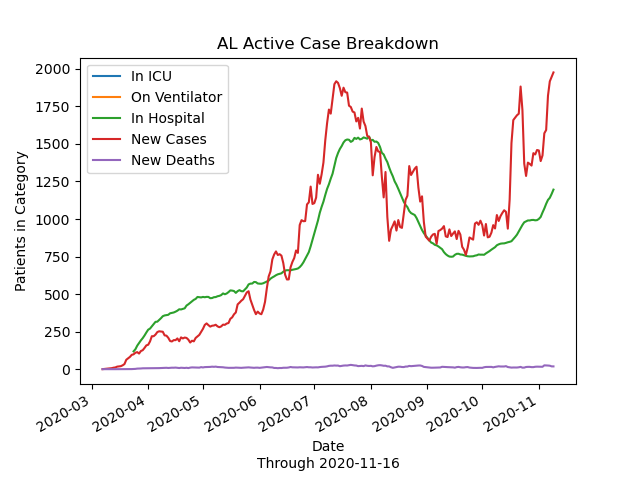 AL Active Case Breakdown
In ICU
On Ventilator
In Hospital
New Cases
New Deaths
Patients in Category
2000
1750
1500
1250
1000
750
500
250
0
2020-03
2020-04
2020-05
2020-06
2020-07
2020-08
2020-09
2020-10
2020-11
Date
Through 2020-11-16